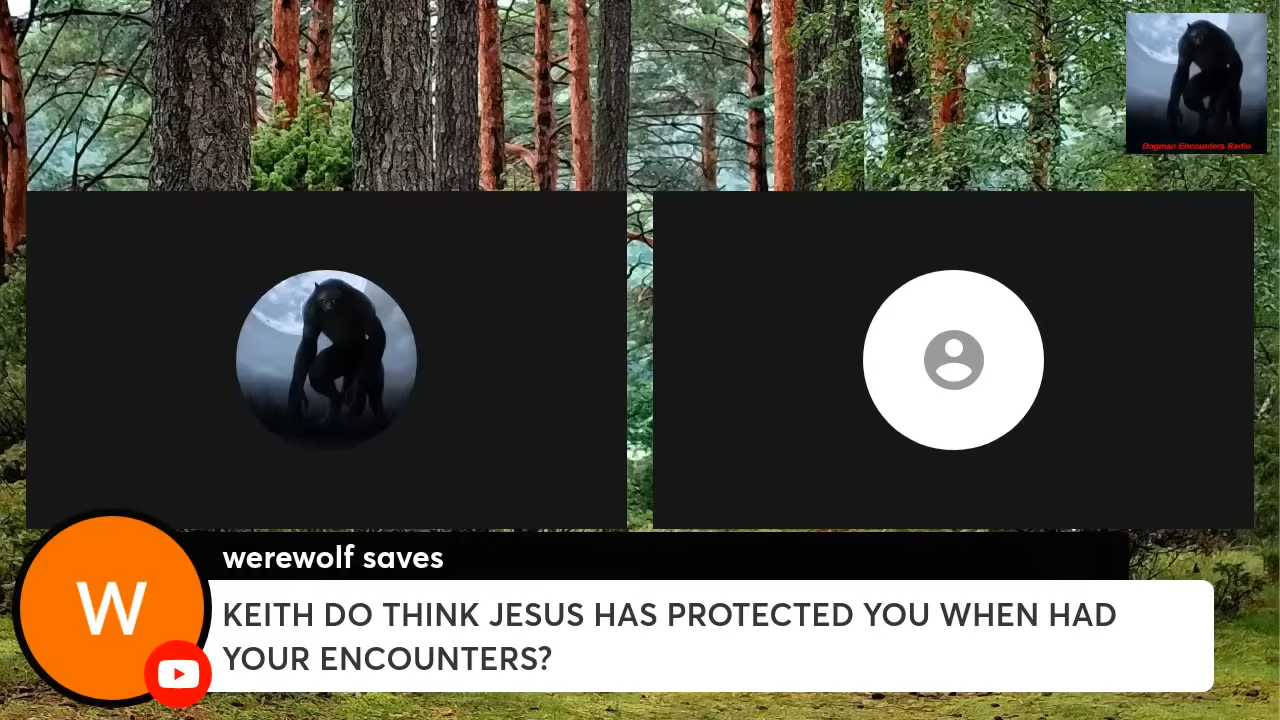 Dogman Encounters Radio
W
werewolf saves
KEITH DO THINK JESUS HAS PROTECTED YOU WHEN HAD
YOUR ENCOUNTERS?